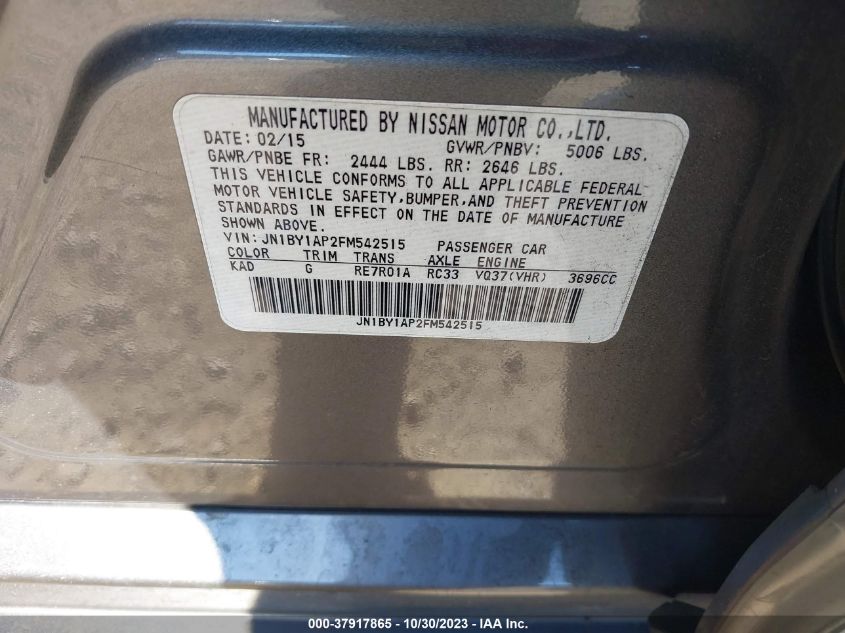 MANUFACTURED BY NISSAN MOTOR CO.,LTD.
DATE: 02/15 GVWR/PNBV: 5006 LBS.
GAWR/PNBE FR: 2444 LBS. RR: 2646 LBS.
THIS VEHICLE CONFORMS TO ALL APPLICABLE FEDERAL
MOTOR VEHICLE SAFETY,BUMPER,AND THEFT PREVENTION
STANDARDS IN EFFECT ON THE DATE OF MANUFACTURE
SHOWN ABOVE.
VIN: JN1BY1AP2FM542515 PASSENGER CAR
COLOR TRIM TRANS AXLE ENGINE
KAD G RE7R01A RC33 VQ37(VHR) 3696CC
JN1BY1AP2FM542515
000-37917865 - 10/30/2023 - IAA Inc.